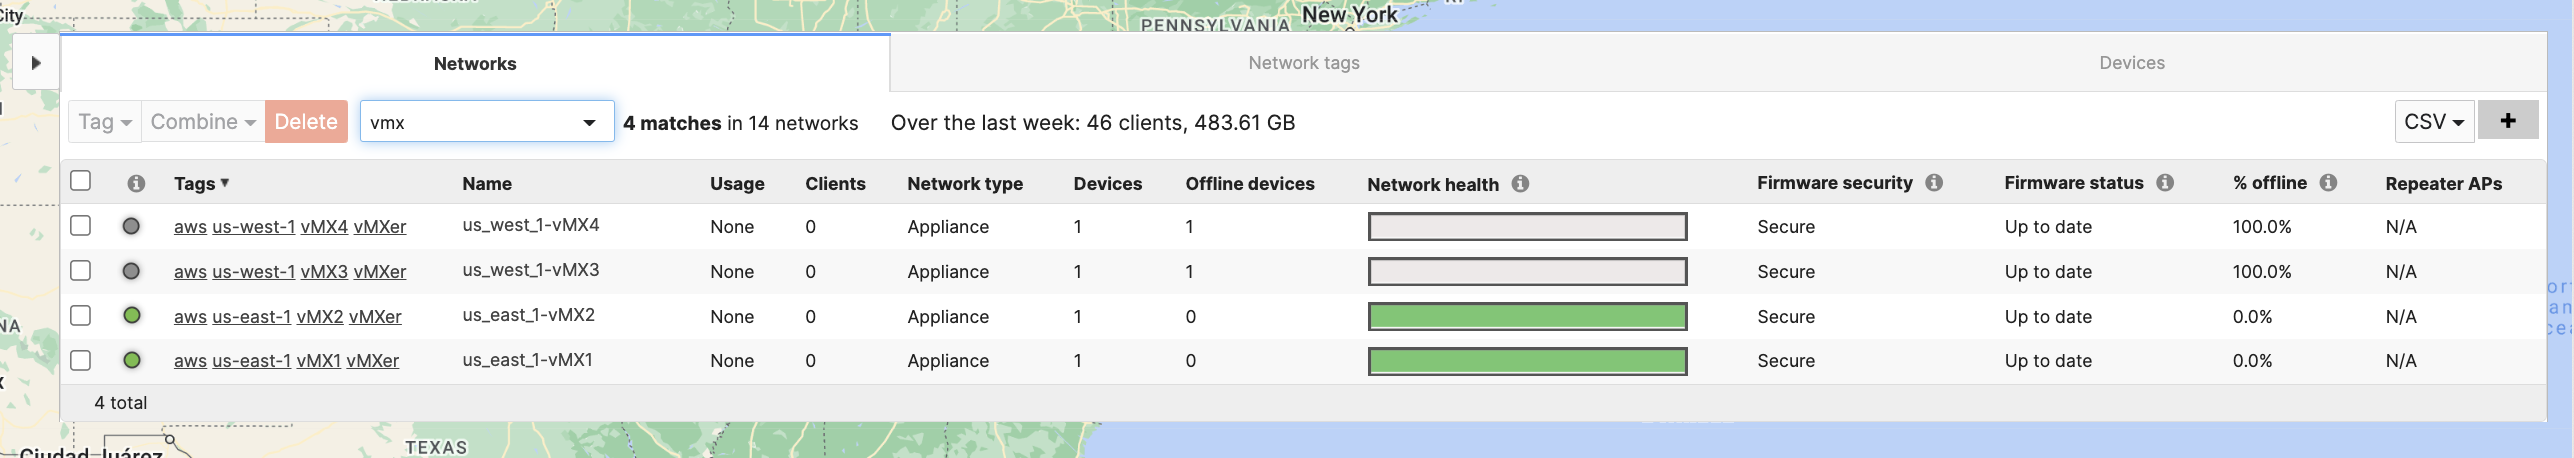 City
PENNSYLVANIA
New York
Networks
Network tags
Devices
Tag
Combine
Delete
vmx
4 matches in 14 networks
Over the last week: 46 clients, 483.61 GB
CSV
+
Tags Name Usage Clients Network type Devices Offline devices Network health Firmware security Firmware status % offline Repeater APs
aws us-west-1 vMX4 vMXer us_west_1-vMX4 None 0 Appliance 1 1 Secure Up to date 100.0% N/A
aws us-west-1 vMX3 vMXer us_west_1-vMX3 None 0 Appliance 1 1 Secure Up to date 100.0% N/A
aws us-east-1 vMX2 vMXer us_east_1-vMX2 None 0 Appliance 1 0 Secure Up to date 0.0% N/A
aws us-east-1 vMX1 vMXer us_east_1-vMX1 None 0 Appliance 1 0 Secure Up to date 0.0% N/A
4 total
TEXAS
Ciudad Juárez